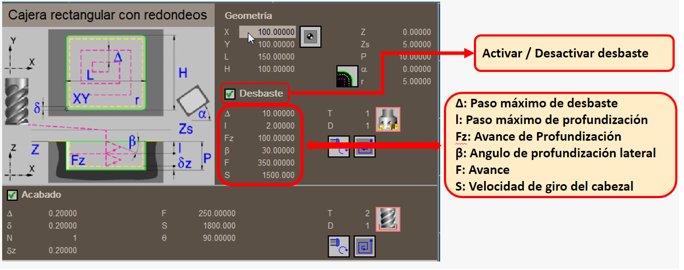 Cajera rectangular con redondeos
Geometría
X 100.00000 Z 0.00000
Y 100.00000 Zs 5.00000
L 150.00000 P 10.00000
H 100.00000 α 0.00000
r 5.00000
Y
X
Δ
L
H
XY
r
δ
α
X
Zs
Z
Z
Fz
β
I
δz
P
X
Desbaste
Δ 10.00000 T 1
I 2.00000 D 1
Fz 100.00000
β 30.00000
F 350.00000
S 1500.000
Acabado
Δ 0.20000 F 250.00000 T 2
δ 0.20000 S 1800.000 D 1
N 1 θ 90.00000
δz 0.20000
Activar / Desactivar desbaste
Δ: Paso máximo de desbaste
I: Paso máximo de profundización
Fz: Avance de Profundización
β: Angulo de profundización lateral
F: Avance
S: Velocidad de giro del cabezal